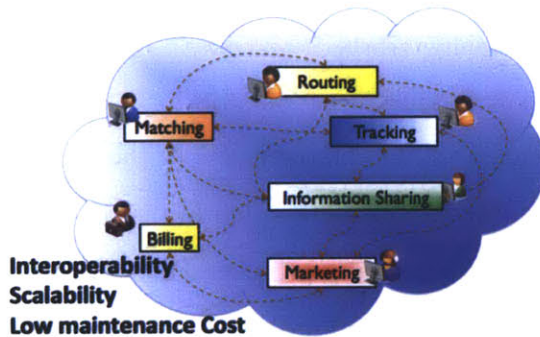 Routing
Matching
Tracking
Information Sharing
Billing
Marketing
Interoperability
Scalability
Low maintenance Cost